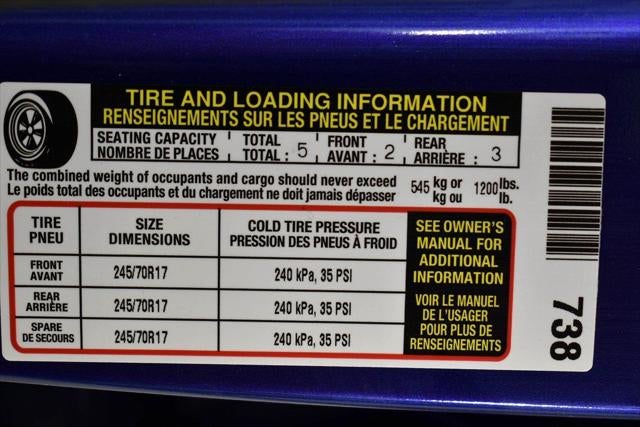 TIRE AND LOADING INFORMATION
RENSEIGNEMENTS SUR LES PNEUS ET LE CHARGEMENT
SEATING CAPACITY TOTAL FRONT REAR
NOMBRE DE PLACES TOTAL : 5 AVANT : 2 ARRIÈRE : 3
The combined weight of occupants and cargo should never exceed 545 kg or 1200 lbs.
Le poids total des occupants et du chargement ne doit jamais dépasser kg ou lb.
TIRE SIZE COLD TIRE PRESSURE
PNEU DIMENSIONS PRESSION DES PNEUS À FROID
FRONT
AVANT 245/70R17 240 kPa, 35 PSI
REAR
ARRIÈRE 245/70R17 240 kPa, 35 PSI
SPARE
DE SECOURS 245/70R17 240 kPa, 35 PSI
SEE OWNER'S
MANUAL FOR
ADDITIONAL
INFORMATION
VOIR LE MANUEL
DE L'USAGER
POUR PLUS DE
RENSEIGNEMENTS
738